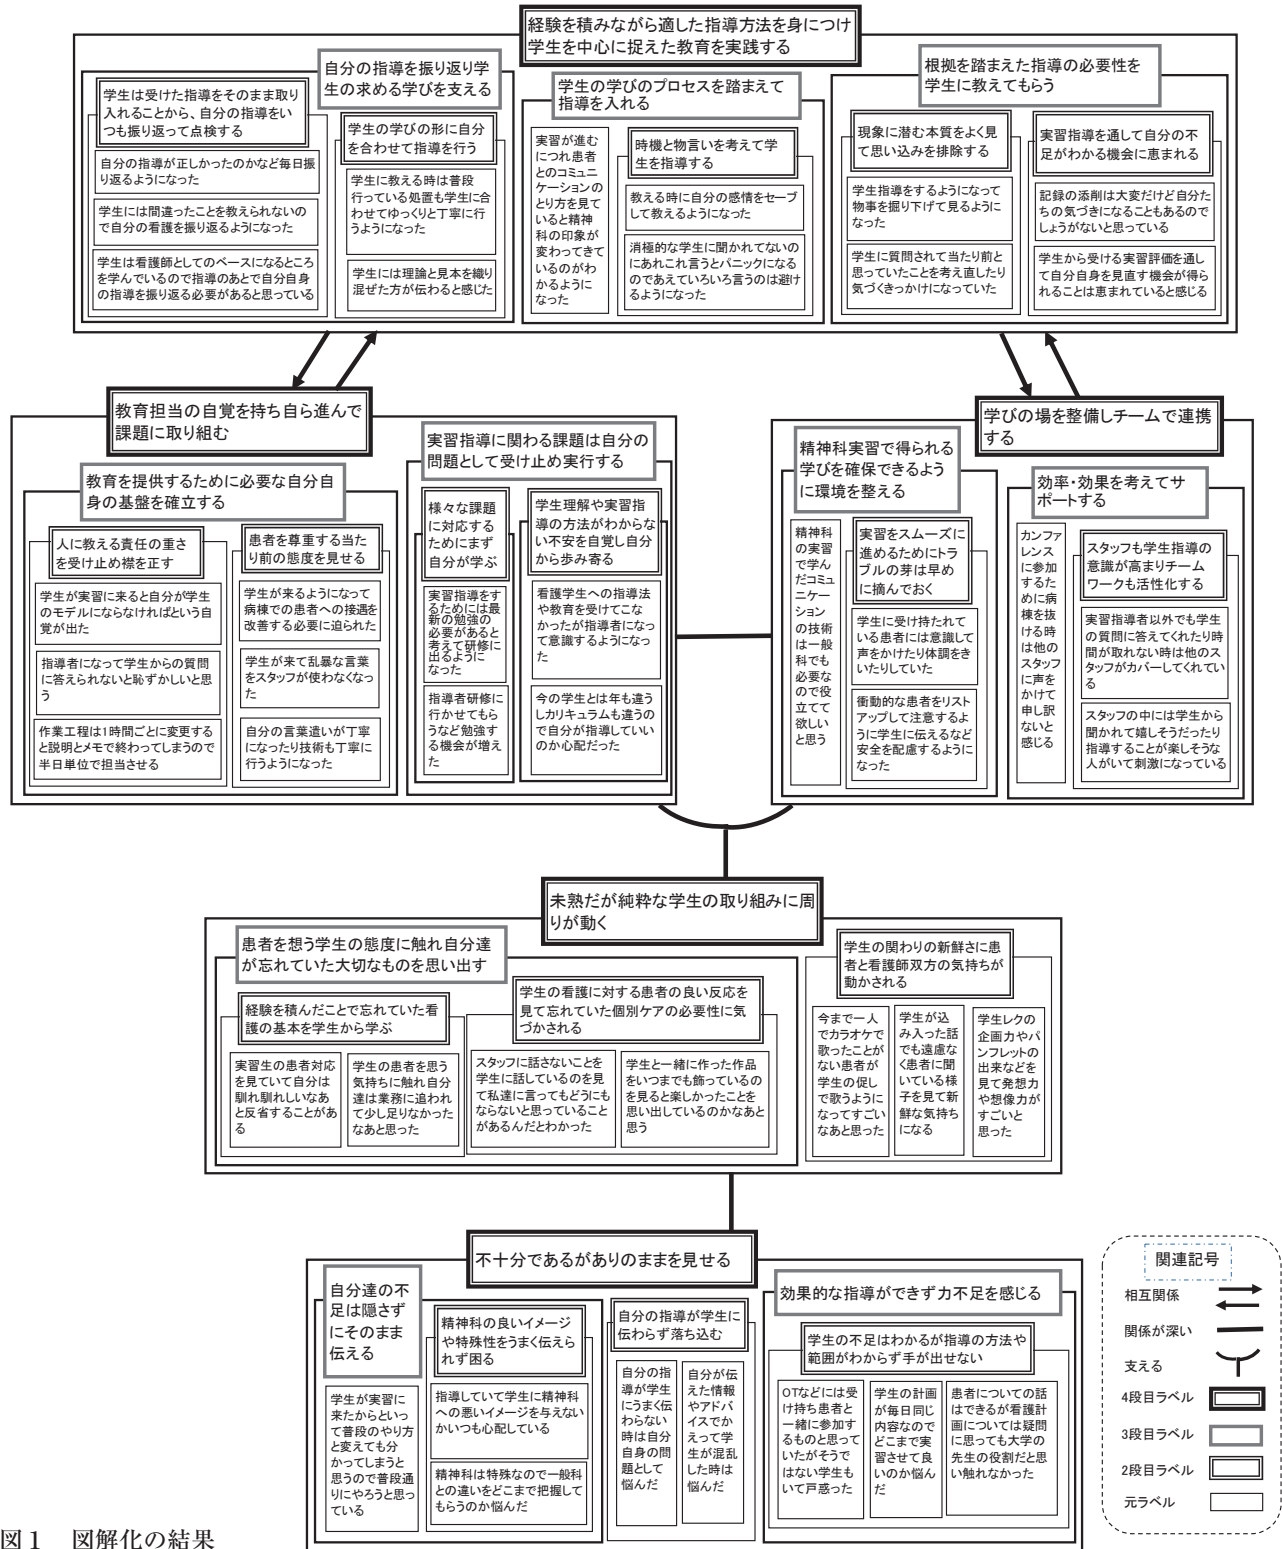 経験を積みながら適した指導方法を身につけ
学生を中心に捉えた教育を実践する
自分の指導を振り返り学
生の求める学びを支える
学生は受けた指導をそのまま取り
入れることから、自分の指導をい
つも振り返って点検する
自分の指導が正しかったのかなど毎日振
り返るようになった
学生には間違ったことを教えられないの
で自分の看護を振り返るようになった
学生は看護師としてのベースになるところ
を学んでいるので指導のあとで自分自身
の指導を振り返る必要があると思っている
学生の学びの形に自分
を合わせて指導を行う
学生に教える時は普段
行っている処置も学生に合
わせてゆっくりと丁寧に行
うようになった
学生には理論と見本を織り
混ぜた方が伝わると感じた
学生の学びのプロセスを踏まえて
指導を入れる
実習が進む
につれ患者
とのコミュニ
ケーションの
とり方を見て
いると精神
科の印象が
変わってきて
いるのがわ
かるように
なった
時機と物言いを考えて学
生を指導する
教える時に自分の感情をセーブ
して教えるようになった
消極的な学生に聞かれてないの
にあれこれ言うとパニックになる
のであえていろいろ言うのは避け
るようになった
根拠を踏まえた指導の必要性を
学生に教えてもらう
現象に潜む本質をよく見
て思い込みを排除する
学生指導をするようになって
物事を掘り下げて見るように
なった
学生に質問されて当たり前と
思っていたことを考え直したり
気づくきっかけになっていた
実習指導を通して自分の不
足がわかる機会に恵まれる
記録の添削は大変だけど自分た
ちの気づきになることもあるので
しょうがないと思っている
学生から受ける実習評価を通し
て自分自身を見直す機会が得ら
れることは恵まれていると感じる
教育担当の自覚を持ち自ら進んで
課題に取り組む
教育を提供するために必要な自分自
身の基盤を確立する
人に教える責任の重さ
を受け止め襟を正す
学生が実習に来ると自分が学生
のモデルにならなければという自
覚が出た
指導者になって学生からの質問
に答えられないと恥ずかしいと思
う
作業工程は1時間ごとに変更する
と説明とメモで終わってしまうので
半日単位で担当させる
患者を尊重する当た
り前の態度を見せる
学生が来るようになって
病棟での患者への接遇を
改善する必要に迫られた
学生が来て乱暴な言葉
をスタッフが使わなくなっ
た
自分の言葉遣いが丁寧
になったり技術も丁寧に
行うようになった
実習指導に関わる課題は自分の
問題として受け止め実行する
様々な課題
に対応する
ためにまず
自分が学ぶ
実習指導をす
るためには最
新の勉強の
必要があると
考えて研修に
出るように
なった
指導者研修に
行かせてもら
うなど勉強す
る機会が増え
た
学生理解や実習指
導の方法がわからな
い不安を自覚し自分
から歩み寄る
看護学生への指導法
や教育を受けてこな
かったが指導者になっ
て意識するようになっ
た
今の学生とは年も違う
しカリキュラムも違うの
で自分が指導していい
のか心配だった
学びの場を整備しチームで連携
する
精神科実習で得られる
学びを確保できるよう
に環境を整える
精神科
の実習
で学ん
だコミュ
ニケー
ション
の技術
は一般
科でも
必要な
ので役
立てて
欲しい
と思う
実習をスムーズに
進めるためにトラ
ブルの芽は早め
に摘んでおく
学生に受け持たれ
ている患者には意識して
声をかけたり体調をき
いたりしていた
衝動的な患者をリスト
アップして注意するよ
うに学生に伝えるなど
安全を配慮するように
なった
効率・効果を考えてサ
ポートする
カンファ
レンス
に参加
するた
めに病
棟を抜
ける時
は他の
スタッフ
に声を
かけて
申し訳
ないと
感じる
スタッフも学生指導の
意識が高まりチーム
ワークも活性化する
実習指導者以外でも学生
の質問に答えてくれたり時
間が取れない時は他のス
タッフがカバーしてくれてい
る
スタッフの中には学生から
聞かれて嬉しそうだったり
指導することが楽しそうな
人がいて刺激になっている
未熟だが純粋な学生の取り組みに周
りが動く
患者を想う学生の態度に触れ自分達
が忘れていた大切なものを思い出す
経験を積んだことで忘れていた看
護の基本を学生から学ぶ
実習生の患者対応
を見ていて自分は
馴れ馴れしいなあ
と反省することがあ
る
学生の患者を思う
気持ちに触れ自分
達は業務に追われ
て少し足りなかった
なあと思った
学生の看護に対する患者の良い反応を
見て忘れていた個別ケアの必要性に気
づかされる
スタッフに話さないことを
学生に話しているのを見
て私達に言ってもどうにも
ならないと思っていること
があるんだとわかった
学生と一緒に作った作品
をいつまでも飾っているの
を見ると楽しかったことを
思い出しているのかなあと
思う
学生の関わりの新鮮さに患
者と看護師双方の気持ちが
動かされる
今まで一人
でカラオケで
歌ったことが
ない患者が
学生の促し
で歌うように
なってすごい
なあと思った
学生が込
み入った話
でも遠慮な
く患者に聞
いている様
子を見て新
鮮な気持ち
になる
学生レクの
企画力やパ
ンフレットの
出来などを
見て発想力
や想像力が
すごいと
思った
不十分であるがありのままを見せる
自分達の不
足は隠さず
にそのまま
伝える
学生が実習に
来たからといっ
て普段のやり方
と変えても分
かってしまうと
思うので普段通
りにやろうと思っ
ている
精神科の良いイメージ
や特殊性をうまく伝えら
れず困る
指導していて学生に精神科
への悪いイメージを与えない
かいつも心配している
精神科は特殊なので一般科
との違いをどこまで把握して
もらうのか悩んだ
自分の指導が学生に
伝わらず落ち込む
自分の指
導が学生
にうまく伝
わらない
時は自分
自身の問
題として
悩んだ
自分が伝
えた情報
やアドバ
イスでか
えって学
生が混乱
した時は
悩んだ
効果的な指導ができず力不足を感じる
学生の不足はわかるが指導の方法や
範囲がわからず手が出せない
OTなどには受
け持ち患者と
一緒に参加す
るものと思って
いたがそうで
はない学生も
いて戸惑った
学生の計画
が毎日同じ
内容なので
どこまで実
習させて良
いのか悩ん
だ
患者についての話
はできるが看護計
画については疑問
に思っても大学の
先生の役割だと思
い触れなかった
関連記号
相互関係
関係が深い
支える
4段目ラベル
3段目ラベル
2段目ラベル
元ラベル
図1　図解化の結果